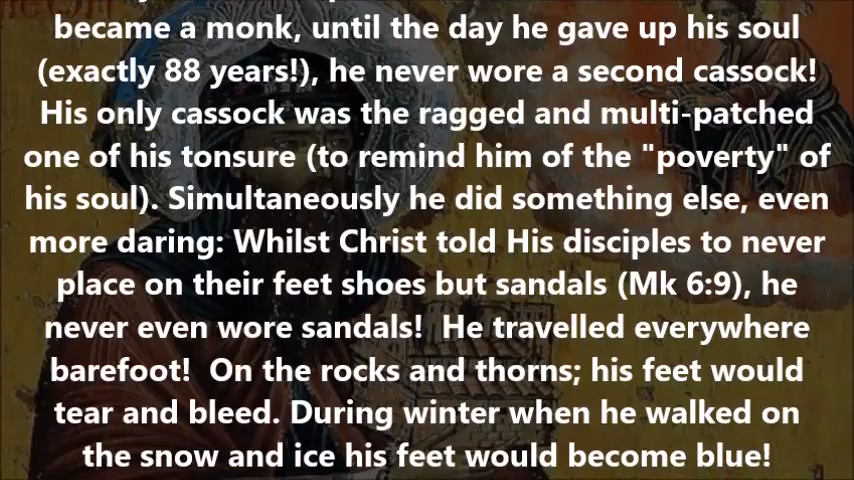 became a monk, until the day he gave up his soul
(exactly 88 years!), he never wore a second cassock!
His only cassock was the ragged and multi-patched
one of his tonsure (to remind him of the "poverty" of
his soul). Simultaneously he did something else, even
more daring: Whilst Christ told His disciples to never
place on their feet shoes but sandals (Mk 6:9), he
never even wore sandals!  He travelled everywhere
barefoot!  On the rocks and thorns; his feet would
tear and bleed. During winter when he walked on
the snow and ice his feet would become blue!